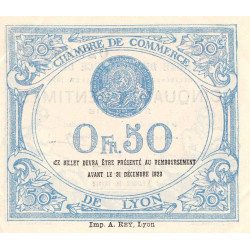 50c 50c
CHAMBRE DE COMMERCE
0 FR. 50
CE BILLET DEVRA ÊTRE PRÉSENTÉ AU REMBOURSEMENT
AVANT LE 31 DÉCEMBRE
50c DE LYON 50c
Imp. A. REY, Lyon